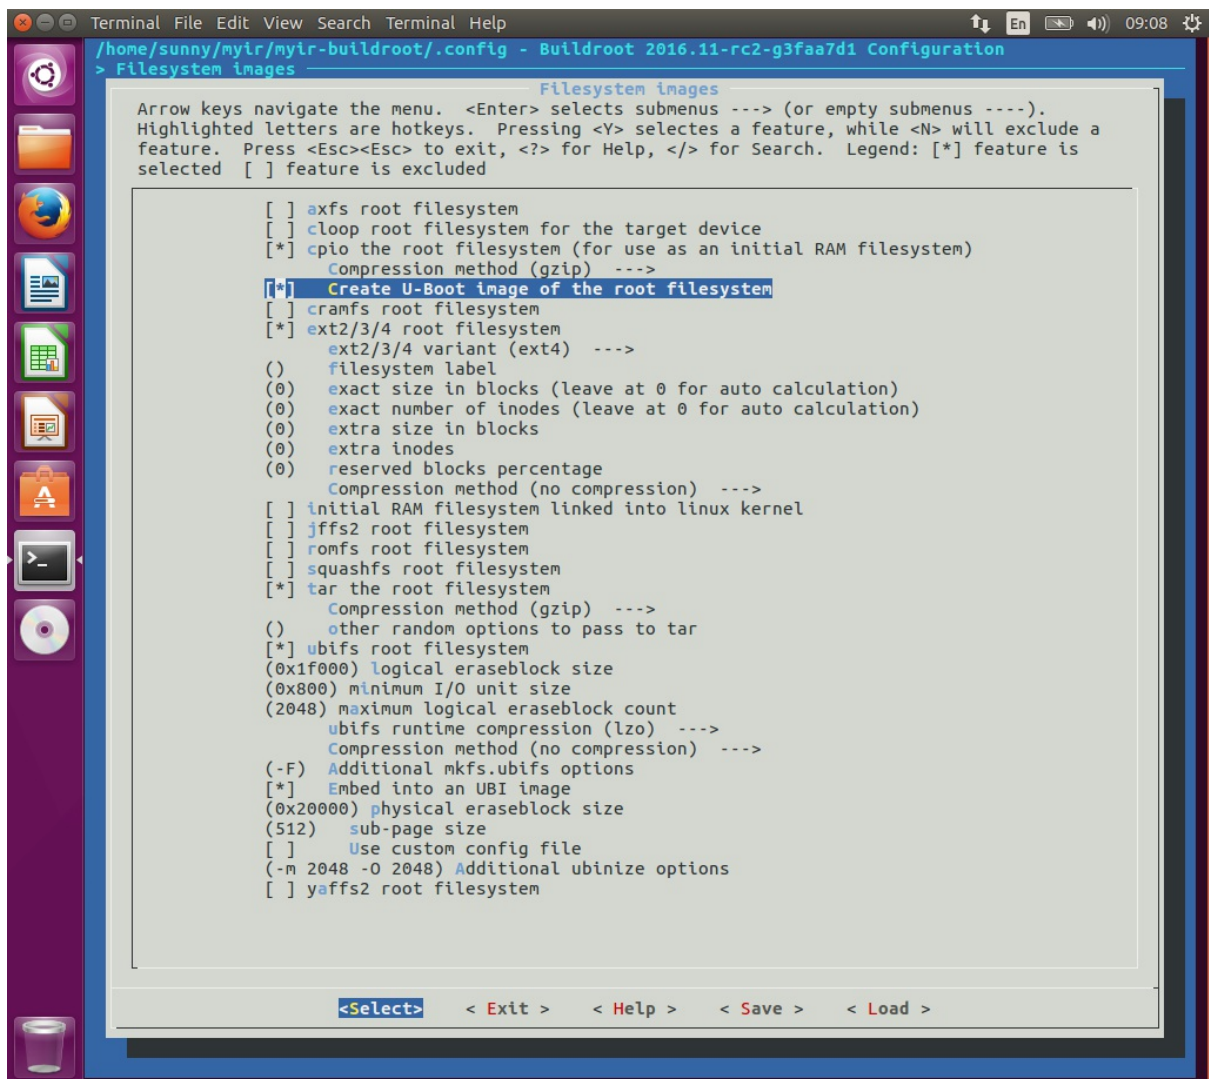 Terminal File Edit View Search Terminal Help En 09:08
/home/sunny/myir/myir-buildroot/.config - Buildroot 2016.11-rc2-g3faa7d1 Configuration
> Filesystem images
Filesystem images
Arrow keys navigate the menu. <Enter> selects submenus ---> (or empty submenus ----).
Highlighted letters are hotkeys. Pressing <Y> selectes a feature, while <N> will exclude a
feature. Press <Esc><Esc> to exit, <?> for Help, </> for Search. Legend: [*] feature is
selected [ ] feature is excluded
[ ] axfs root filesystem
[ ] cloop root filesystem for the target device
[*] cpio the root filesystem (for use as an initial RAM filesystem)
Compression method (gzip) --->
[*] Create U-Boot image of the root filesystem
[ ] cramfs root filesystem
[*] ext2/3/4 root filesystem
ext2/3/4 variant (ext4) --->
() filesystem label
(0) exact size in blocks (leave at 0 for auto calculation)
(0) exact number of inodes (leave at 0 for auto calculation)
(0) extra size in blocks
(0) extra inodes
(0) reserved blocks percentage
Compression method (no compression) --->
[ ] initial RAM filesystem linked into linux kernel
[ ] jffs2 root filesystem
[ ] romfs root filesystem
[ ] squashfs root filesystem
[*] tar the root filesystem
Compression method (gzip) --->
() other random options to pass to tar
[*] ubifs root filesystem
(0x1f000) logical eraseblock size
(0x800) minimum I/O unit size
(2048) maximum logical eraseblock count
ubifs runtime compression (lzo) --->
Compression method (no compression) --->
(-F) Additional mkfs.ubifs options
[*] Embed into an UBI image
(0x20000) physical eraseblock size
(512) sub-page size
[ ] Use custom config file
(-m 2048 -O 2048) Additional ubinize options
[ ] yaffs2 root filesystem
<Select> < Exit > < Help > < Save > < Load >